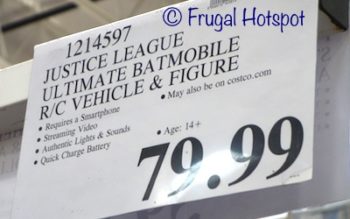 © Frugal Hotspot
1214597
JUSTICE LEAGUE
ULTIMATE BATMOBILE
R/C VEHICLE & FIGURE
• Requires a Smartphone
• May also be on costco.com
• Streaming Video
• Authentic Lights & Sounds
• Age: 14+
• Quick Charge Battery
79.99